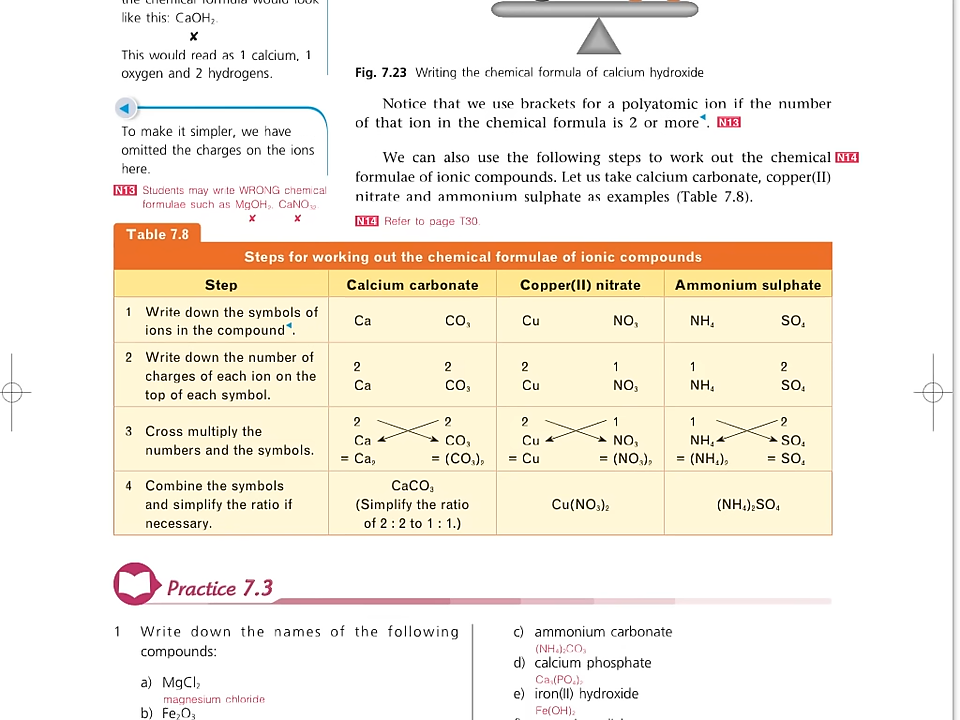 the chemical formula would look
like this: CaOH₂.
✘
This would read as 1 calcium, 1
oxygen and 2 hydrogens.
To make it simpler, we have
omitted the charges on the ions
here.
N13 Students may write WRONG chemical
formulae such as MgOH₂, CaNO₃₂.
✘ ✘
Fig. 7.23 Writing the chemical formula of calcium hydroxide
Notice that we use brackets for a polyatomic ion if the number
of that ion in the chemical formula is 2 or more. N13
We can also use the following steps to work out the chemical N14
formulae of ionic compounds. Let us take calcium carbonate, copper(II)
nitrate and ammonium sulphate as examples (Table 7.8).
N14 Refer to page T30.
Table 7.8
Steps for working out the chemical formulae of ionic compounds
Step Calcium carbonate Copper(II) nitrate Ammonium sulphate
1 Write down the symbols of
ions in the compound.
Ca CO₃ Cu NO₃ NH₄ SO₄
2 Write down the number of
charges of each ion on the
top of each symbol.
2 2 2 1 1 2
Ca CO₃ Cu NO₃ NH₄ SO₄
3 Cross multiply the
numbers and the symbols.
2 2 2 1 1 2
Ca CO₃ Cu NO₃ NH₄ SO₄
= Ca₂ = (CO₃)₂ = Cu = (NO₃)₂ = (NH₄)₂ = SO₄
4 Combine the symbols
and simplify the ratio if
necessary.
CaCO₃
(Simplify the ratio
of 2 : 2 to 1 : 1.)
Cu(NO₃)₂
(NH₄)₂SO₄
Practice 7.3
1 Write down the names of the following
compounds:
a) MgCl₂
magnesium chloride
b) Fe₂O₃
c) ammonium carbonate
(NH₄)₂CO₃
d) calcium phosphate
Ca₃(PO₄)₂
e) iron(II) hydroxide
Fe(OH)₂